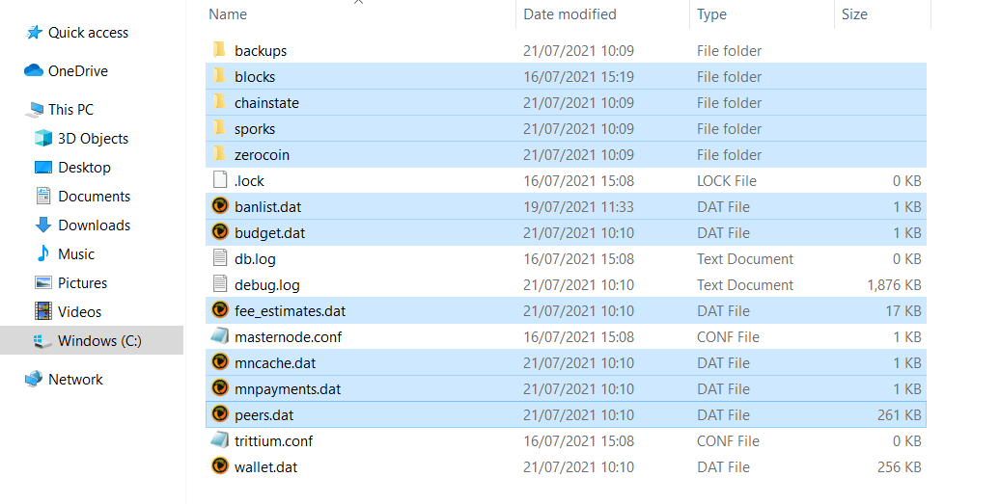 Name Date modified Type Size
Quick access
OneDrive
This PC
3D Objects
Desktop
Documents
Downloads
Music
Pictures
Videos
Windows (C:)
Network
backups 21/07/2021 10:09 File folder
blocks 16/07/2021 15:19 File folder
chainstate 21/07/2021 10:09 File folder
sporks 21/07/2021 10:09 File folder
zerocoin 21/07/2021 10:09 File folder
.lock 16/07/2021 15:08 LOCK File 0 KB
banlist.dat 19/07/2021 11:33 DAT File 1 KB
budget.dat 21/07/2021 10:10 DAT File 1 KB
db.log 16/07/2021 15:08 Text Document 0 KB
debug.log 21/07/2021 10:10 Text Document 1,876 KB
fee_estimates.dat 21/07/2021 10:10 DAT File 17 KB
masternode.conf 16/07/2021 15:08 CONF File 1 KB
mncache.dat 21/07/2021 10:10 DAT File 1 KB
mnpayments.dat 21/07/2021 10:10 DAT File 1 KB
peers.dat 21/07/2021 10:10 DAT File 261 KB
trittium.conf 16/07/2021 15:08 CONF File 0 KB
wallet.dat 21/07/2021 10:10 DAT File 256 KB